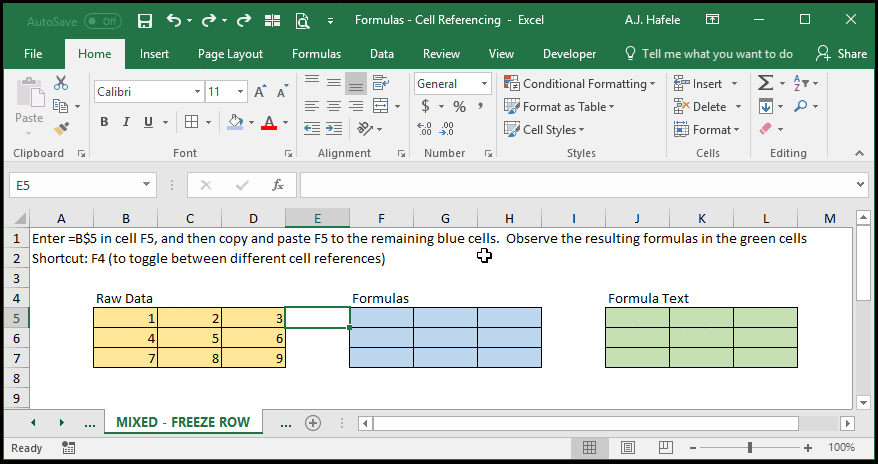 AutoSave Off Formulas - Cell Referencing - Excel A.J. Hafele
File Home Insert Page Layout Formulas Data Review View Developer Tell me what you want to do Share
Paste Calibri 11 A A General Conditional Formatting Insert
B I U A $ % , Format as Table Delete
.00 .0 Cell Styles Format
Clipboard Font Alignment Number Styles Cells Editing
E5
A B C D E F G H I J K L M
1 Enter =B$5 in cell F5, and then copy and paste F5 to the remaining blue cells. Observe the resulting formulas in the green cells
2 Shortcut: F4 (to toggle between different cell references)
3
4 Raw Data Formulas Formula Text
5 1 2 3
6 4 5 6
7 7 8 9
8
9
... MIXED - FREEZE ROW ...
Ready 100%